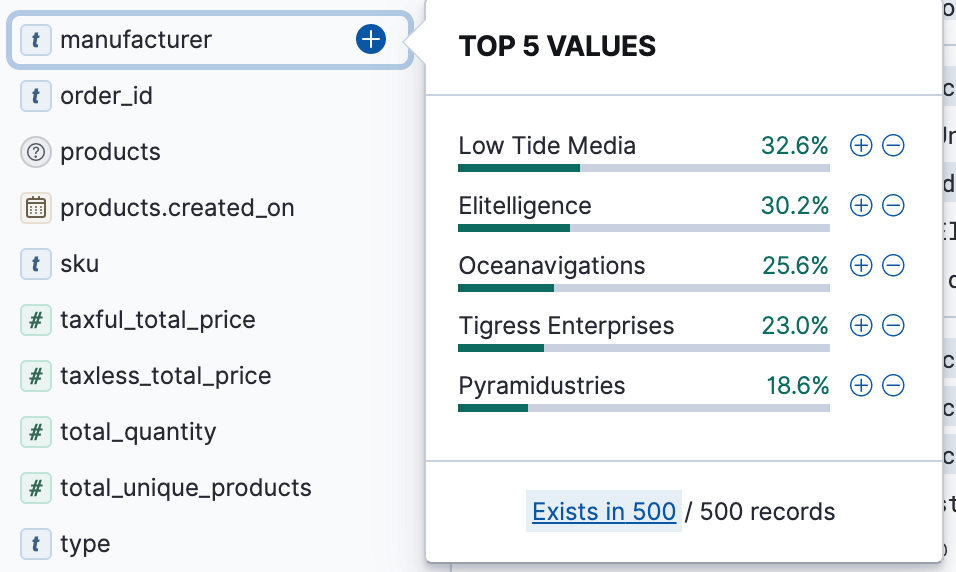 manufacturer
order_id
products
products.created_on
sku
taxful_total_price
taxless_total_price
total_quantity
total_unique_products
type
TOP 5 VALUES
Low Tide Media 32.6%
Elitelligence 30.2%
Oceanavigations 25.6%
Tigress Enterprises 23.0%
Pyramidustries 18.6%
Exists in 500 / 500 records